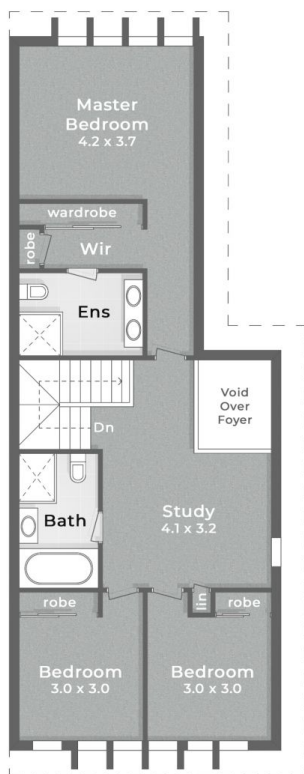 Master
Bedroom
4.2 x 3.7
wardrobe
robe
Wir
Ens
Void
Over
Foyer
Dn
Study
4.1 x 3.2
Bath
robe
lin
robe
Bedroom
3.0 x 3.0
Bedroom
3.0 x 3.0